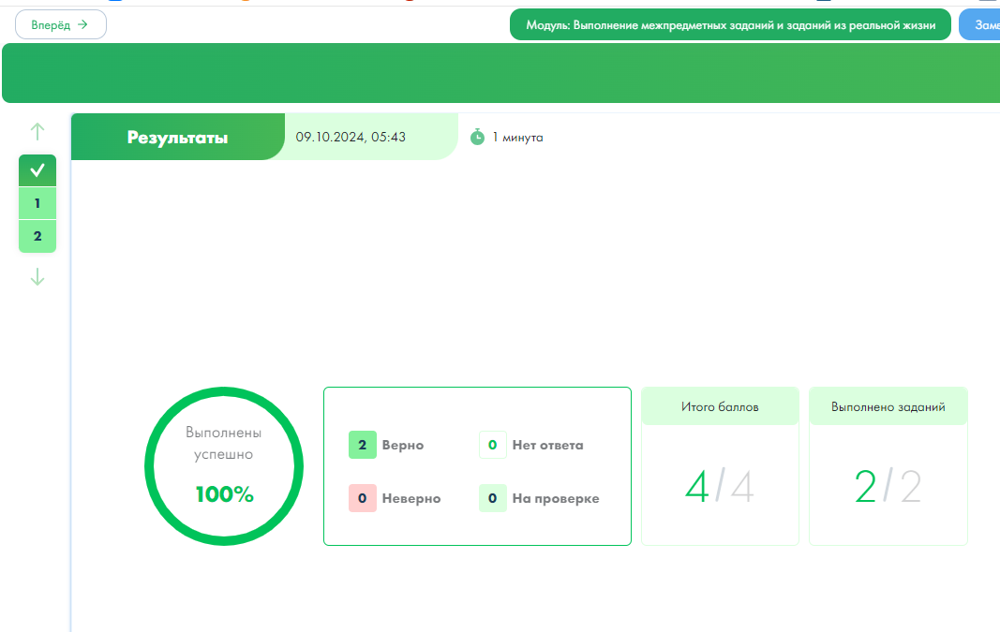 Вперёд →
Модуль: Выполнение межпредметных заданий и заданий из реальной жизни
Результаты
09.10.2024, 05:43
1 минута
1
2
Выполнены
успешно
100%
2 Верно
0 Нет ответа
0 Неверно
0 На проверке
Итого баллов
4/4
Выполнено заданий
2/2